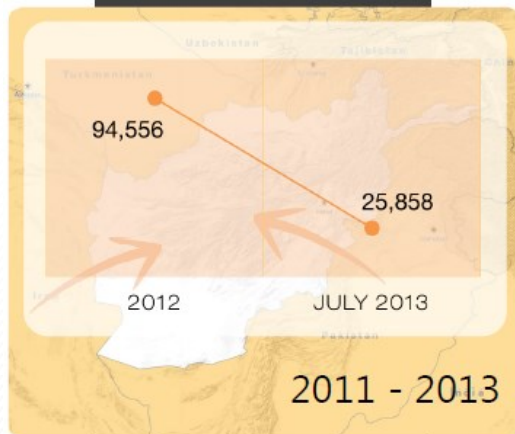 Uzbekistan
Tajikistan
Turkmenistan
94,556
25,858
2012
JULY 2013
Pakistan
2011 - 2013